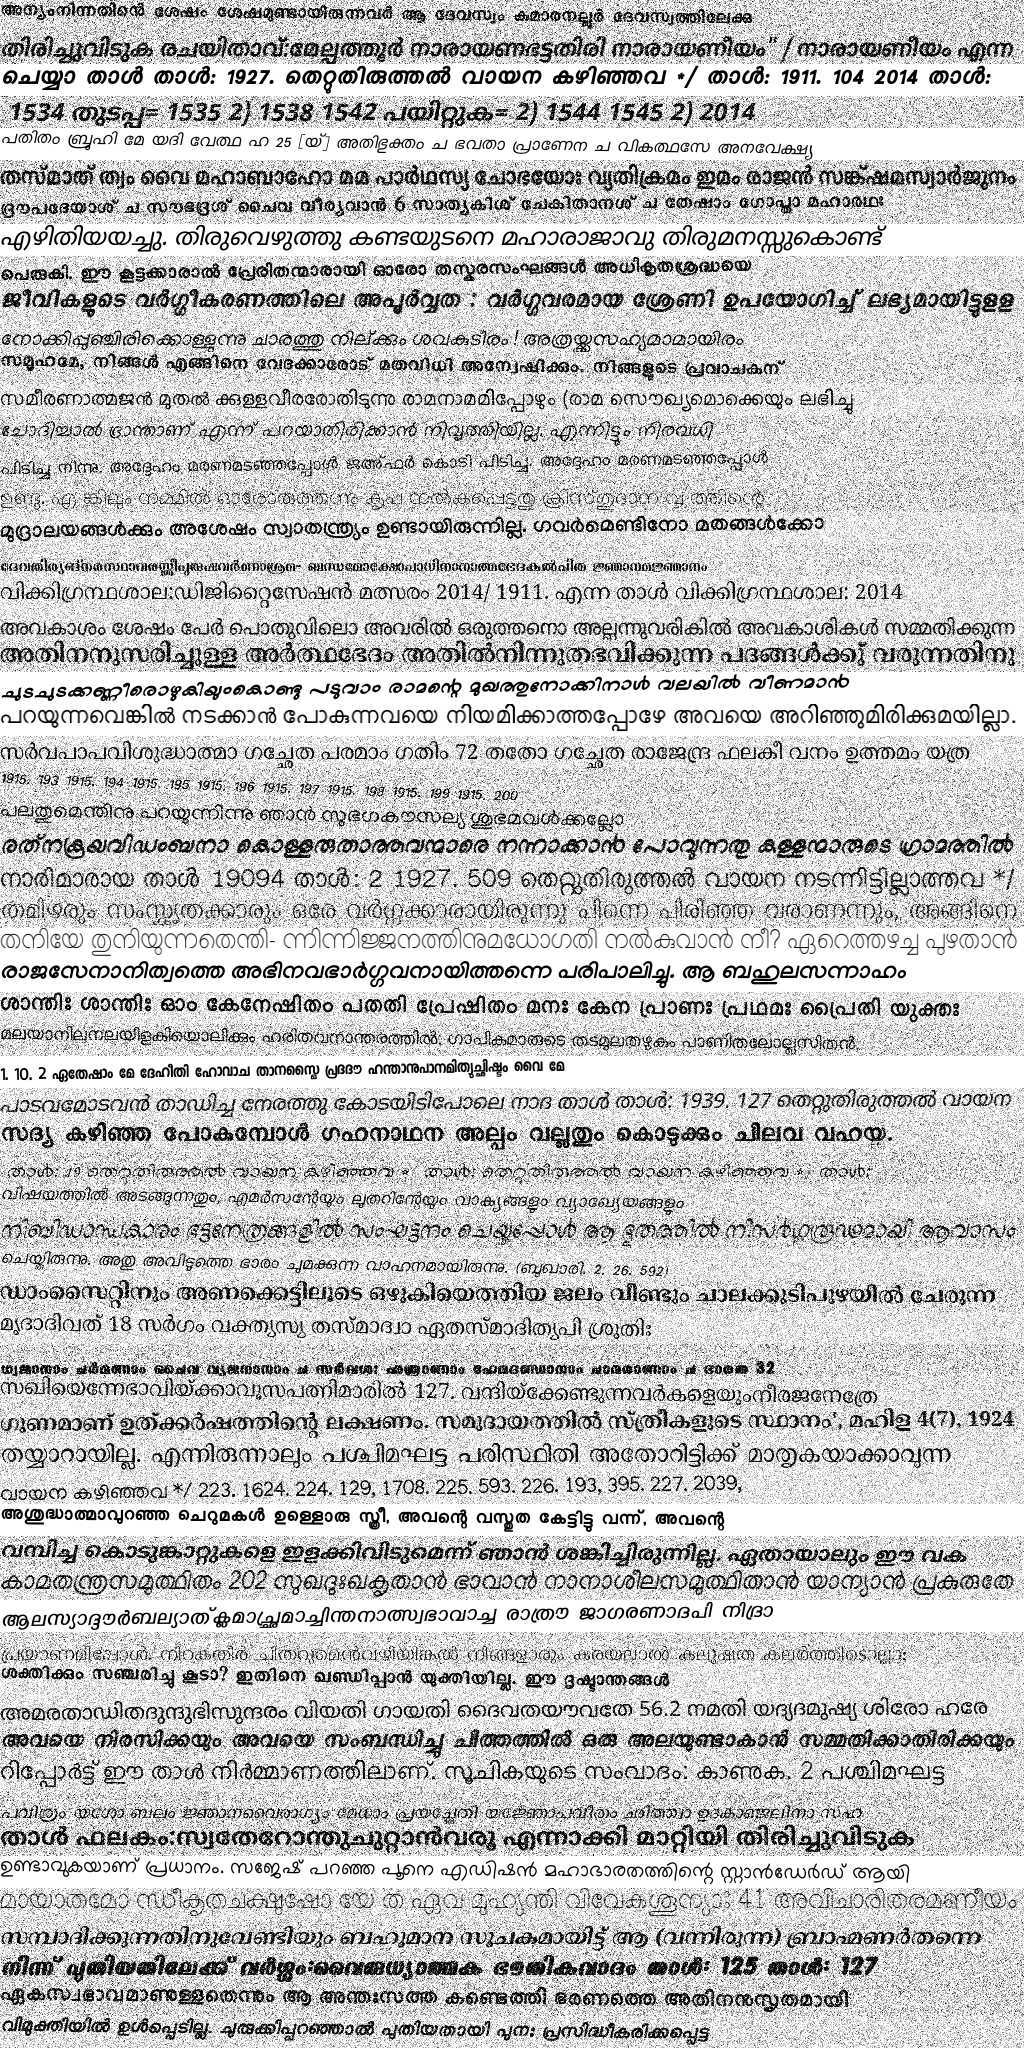 അന്യംനിന്നതിന്റെ ശേഷം ശേഷമുണ്ടായിരുന്നവർ ആ ദേവസ്വം കുമാരനല്ലൂർ ദേവസ്വത്തിലേക്കു
തിരിച്ചുവിടുക രചയിതാവ്:മേല്പത്തൂർ നാരായണഭട്ടതിരി നാരായണീയം" / നാരായണീയം എന്ന
ചെയ്യാ താൾ താൾ: 1927. തെറ്റുതിരുത്തൽ വായന കഴിഞ്ഞവ */ താൾ: 1911. 104 2014 താൾ:
1534 തുടപ്പ= 1535 2) 1538 1542 പയിറ്റുക= 2) 1544 1545 2) 2014
പതിതം ബ്രൂഹി മേ യദി വേത്ഥ ഹ 25 [യ്] അതിഭുക്തം ച ഭവതാ പ്രാണേന ച വികത്ഥസേ അനവേക്ഷ്യ
തസ്മാത് ത്വം വൈ മഹാബാഹോ മമ പാർഥസ്യ ചോഭയോഃ വ്യതിക്രമം ഇമം രാജൻ സങ്ക്ഷമസ്വാർജുനം
ദ്രൗപദേയാശ് ച സൗഭദ്രശ് ചൈവ വീര്യവാൻ 6 സാത്യകിശ് ചേകിതാനശ് ച തേഷാം ഗോപ്താ മഹാരഥഃ
എഴിതിയയച്ചു. തിരുവെഴുത്തു കണ്ടയുടനെ മഹാരാജാവു തിരുമനസ്സുകൊണ്ട്
പെരുകി. ഈ കൂട്ടക്കാരാൽ പ്രേരിതന്മാരായി ഓരോ തസ്കരസംഘങ്ങൾ അധികൃതശ്രദ്ധയെ
ജീവികളുടെ വർഗ്ഗീകരണത്തിലെ അപൂർവ്വത : വർഗ്ഗവരമായ ശ്രേണി ഉപയോഗിച്ച് ലഭ്യമായിട്ടുളള
നോക്കിപ്പുഞ്ചിരിക്കൊള്ളുന്നു ചാരത്തു നില്ക്കും ശവകുടീരം ! അത്രയ്ക്കസഹ്യമാമായിരം
സമൂഹമേ, നിങ്ങൾ എങ്ങിനെ വേദക്കാരോട് മതവിധി അന്വേഷിക്കും. നിങ്ങളുടെ പ്രവാചകന്
സമീരണാത്മജൻ മുതൽ ക്കുള്ളവീരരോതിടുന്നു രാമനാമമിപ്പോഴും (രാമ സൌഖ്യമൊക്കെയും ലഭിച്ചു
ചോദിച്ചാൽ ഭ്രാന്താണ് എന്ന് പറയാതിരിക്കാൻ നിവൃത്തിയില്ല. എന്നിട്ടും നിരവധി
പിടിച്ചു നിന്നു. അദ്ദേഹം മരണമടഞ്ഞപ്പോൾ ജഅ്ഫർ കൊടി പിടിച്ചു. അദ്ദേഹം മരണമടഞ്ഞപ്പോൾ
ഉണ്ടു. എ ങ്കിലും നമ്മിൽ ഓരോരുത്തന്നു കൃപ നൽകപ്പെട്ടതു ക്രിസ്തുദാന വ്വ ത്തിന്റെ
മുദ്രാലയങ്ങൾക്കും അശേഷം സ്വാതന്ത്ര്യം ഉണ്ടായിരുന്നില്ല. ഗവർമെണ്ടിനോ മതങ്ങൾക്കോ
വിക്കിഗ്രന്ഥശാല:ഡിജിറ്റൈസേഷൻ മത്സരം 2014/ 1911. എന്ന താൾ വിക്കിഗ്രന്ഥശാല: 2014
അവകാശം ശേഷം പേർ പൊതുവിലൊ അവരിൽ ഒരുത്തനൊ അല്ലന്നൂവരികിൽ അവകാശികൾ സമ്മതിക്കുന്ന
അതിനനുസരിച്ചുള്ള അർത്ഥഭേദം അതിൽനിന്നുതഭവിക്കുന്ന പദങ്ങൾക്കു് വരുന്നതിനു
ചുടചുടക്കണ്ണീരൊഴുകിയുംകൊണ്ടു പടുവാം രാമന്റെ മുഖത്തുനോക്കിനാൾ വലയിൽ വീണമാൻ
പറയുന്നവെങ്കിൽ നടക്കാൻ പോകുന്നവയെ നിയമിക്കാത്തപ്പോഴേ അവയെ അറിഞ്ഞുമിരിക്കുമയില്ലാ.
സർവപാപവിശുദ്ധാത്മാ ഗച്ഛേത പരമാം ഗതിം 72 തതോ ഗച്ഛേത രാജേന്ദ്ര ഫലകീ വനം ഉത്തമം യത്ര
1915. 193 1915. 194 1915. 195 1915. 196 1915. 197 1915. 198 1915. 199 1915. 200
പലതുമെന്തിനു പറയുന്നിന്നു ഞാൻ സുഭഗകൗസല്യ ശുഭമവൾക്കല്ലോ
രത്‌നക്രയവിഡംബനാ കൊള്ളരുതാത്തവന്മാരെ നന്നാക്കാൻ പോവുന്നതു കള്ളന്മാരുടെ ഗ്രാമത്തിൽ
നാരിമാരായ താൾ 19094 താൾ: 2 1927. 509 തെറ്റുതിരുത്തൽ വായന നടന്നിട്ടില്ലാത്തവ */
തമിഴരും സംസ്കൃതക്കാരും ഒരേ വർഗ്ഗക്കാരായിരുന്നു പിന്നെ പിരിഞ്ഞ വരാണന്നും, അങ്ങിനെ
തനിയേ തുനിയുന്നതെന്തി- ന്നിന്നിജ്ജനത്തിനുമധോഗതി നൽകുവാൻ നീ? ഏറെത്തഴച്ച പുഴതാൻ
രാജസേനാനിത്വത്തെ അഭിനവഭാർഗ്ഗവനായിത്തന്നെ പരിപാലിച്ചു. ആ ബഹുലസന്നാഹം
ശാന്തിഃ ശാന്തിഃ ഓം കേനേഷിതം പതതി പ്രേഷിതം മനഃ കേന പ്രാണഃ പ്രഥമഃ പ്രൈതി യുക്തഃ
മലയാനിലനലയിളകിയൊലിക്കും ഹരിതവനാന്തരത്തിൽ. ഗാപികമാരുടെ തടമുലതഴുകും പാണിതലോല്ലസിതൻ.
1. 10. 2 ഏതേഷാം മേ ദേഹിതി ഹോവാച താനസ്മൈ പ്രദദൗ ഹന്താനുപാനമിത്യുച്ഛിഷ്ടം വൈ മേ
പാടവമോടവൻ താഡിച്ച നേരത്തു കോടയിടിപോലെ നാദ താൾ താൾ: 1939. 127 തെറ്റുതിരുത്തൽ വായന
സദ്യ കഴിഞ്ഞ പോകുമ്പോൾ ഗഹനാഥന അല്പം വല്ലതും കൊടുക്കും ചിലവ വഹയ്യ.
താൾ: 19 തെറ്റുതിരുത്തൽ വായന കഴിഞ്ഞവ */ താൾ: തെറ്റുതിരുത്തൽ വായന കഴിഞ്ഞവ */ താൾ:
വിഷയത്തിൽ അടങ്ങുന്നതും, എമർസന്റേയും ലൂതറിന്റേയും വാക്യങ്ങളും വ്യാഖ്യേയങ്ങളും
നിബിഡാന്ധകാരം ഭട്ടനേത്രങ്ങളിൽ സംഘട്ടനം ചെയ്യുപ്പോൾ ആ ഭൂതത്തിൽ നിസർഗ്ഗരുദ്ധമായി ആവാസം
ചെയ്തിരുന്നു. അതു അവിടുത്തെ ഭാരം ചുമക്കുന്ന വാഹനമായിരുന്നു. (ബുഖാരി. 2. 26. 592)
ഡാംസൈറ്റിനും അണക്കെട്ടിലൂടെ ഒഴുകിയെത്തിയ ജലം വീണ്ടും ചാലക്കുടിപുഴയിൽ ചേരുന്ന
മൃദാദിവത് 18 സർഗം വക്ത്യസ്യ തസ്മാദ്വാ ഏതസ്മാദിത്യപി ശ്രുതിഃ
സഖിയെന്നേഭാവിയ്ക്കാവൂസപത്നിമാരിൽ 127. വന്ദിയ്ക്കേണ്ടുന്നവർകളെയുംനീരജനേത്രേ
ഗുണമാണ് ഉത്ക്കർഷത്തിന്റെ ലക്ഷണം. സമുദായത്തിൽ സ്ത്രീകളുടെ സ്ഥാനം', മഹിള 4(7), 1924
തയ്യാറായില്ല. എന്നിരുന്നാലും പശ്ചിമഘട്ട പരിസ്ഥിതി അതോറിട്ടിക്ക് മാതൃകയാക്കാവുന്ന
വായന കഴിഞ്ഞവ */ 223. 1624. 224. 129, 1708. 225. 593. 226. 193, 395. 227. 2039,
അശുദ്ധാത്മാവുറഞ്ഞ ചെറുമകൾ ഉള്ളൊരു സ്ത്രീ, അവന്റെ വസ്തുത കേട്ടിട്ടു വന്ന്, അവന്റെ
വമ്പിച്ച കൊടുങ്കാറ്റുകളെ ഇളക്കിവിടുമെന്ന് ഞാൻ ശങ്കിച്ചിരുന്നില്ല. ഏതായാലും ഈ വക
കാമതന്ത്രസമുത്ഥിതം 202 സുഖദുഃഖകൃതാൻ ഭാവാൻ നാനാശീലസമുത്ഥിതാൻ യാന്യാൻ പ്രകുരുതേ
ആലസ്യാദ്ദൗർബല്യാത് ക്ലമാച്ഛ്രമാച്ചിന്തനാത്സ്വഭാവാച്ച രാത്രൗ ജാഗരണാദപി നിദ്രാ
പ്രയാണമിപ്പോൾ. നിറകതിർ ചിതറുമെൻവഴിയിങ്കൽ നിങ്ങളാരും കരയലാൽ കലുഷത കലർത്തിടൊല്ലാ:
ശക്തിക്കും സഞ്ചരിച്ചു കൂടാ? ഇതിനെ ഖണ്ഡിപ്പാൻ യുക്തിയില്ല. ഈ ദൃഷ്ടാന്തങ്ങൾ
അമരതാഡിതദുന്ദുഭിസുന്ദരം വിയതി ഗായതി ദൈവതയൗവതേ 56.2 നമതി യദ്യദമുഷ്യ ശിരോ ഹരേ
അവയെ നിരസിക്കയും അവയെ സംബന്ധിച്ചു ചിത്തത്തിൽ ഒരു അലയുണ്ടാകാൻ സമ്മതിക്കാതിരിക്കയും
റിപ്പോർട്ട് ഈ താൾ നിർമ്മാണത്തിലാണ്. സൂചികയുടെ സംവാദം: കാണുക. 2 പശ്ചിമഘട്ട
പവിത്രം യശോ ബലം ജ്ഞാനവൈരാഗ്യം മേധാം പ്രയച്ഛേതി യജ്ഞോപവീതം ഛിത്ത്വാ ഉദകാഞ്ജലിനാ സഹ
താൾ ഫലകം:സ്വതേറോന്തുചുറ്റാൻവരൂ എന്നാക്കി മാറ്റിയി തിരിച്ചുവിടുക
ഉണ്ടാവുകയാണ് പ്രധാനം. സജേഷ് പറഞ്ഞ പൂനെ എഡിഷൻ മഹാഭാരതത്തിന്റെ സ്റ്റാൻഡേർഡ് ആയി
മായാതമോ ന്ധീകൃതചക്ഷുഷോ യേ ത ഏവ മുഹ്യന്തി വിവേകശൂന്യാഃ 41 അവിചാരിതരമണീയം
സമ്പാദിക്കുന്നതിനുവേണ്ടിയും ബഹുമാന സൂചകമായിട്ട് ആ (വന്നിരുന്ന) ബ്രാഹ്മണർതന്നെ
നിന്ന് പുതിയതിലേക്ക് വർഗ്ഗം:വൈരുധ്യാത്മക ഭൗതികവാദം താൾ: 125 താൾ: 127
ഏകസ്വഭാവമാണുള്ളതെന്നും ആ അന്തഃസത്ത കണ്ടെത്തി ഭരണത്തെ അതിനനുസൃതമായി
വിമുക്തിയിൽ ഉൾപ്പെടില്ല. ചുരുക്കിപ്പറഞ്ഞാൽ പുതിയതായി പുനഃ പ്രസിദ്ധീകരിക്കപ്പെട്ട